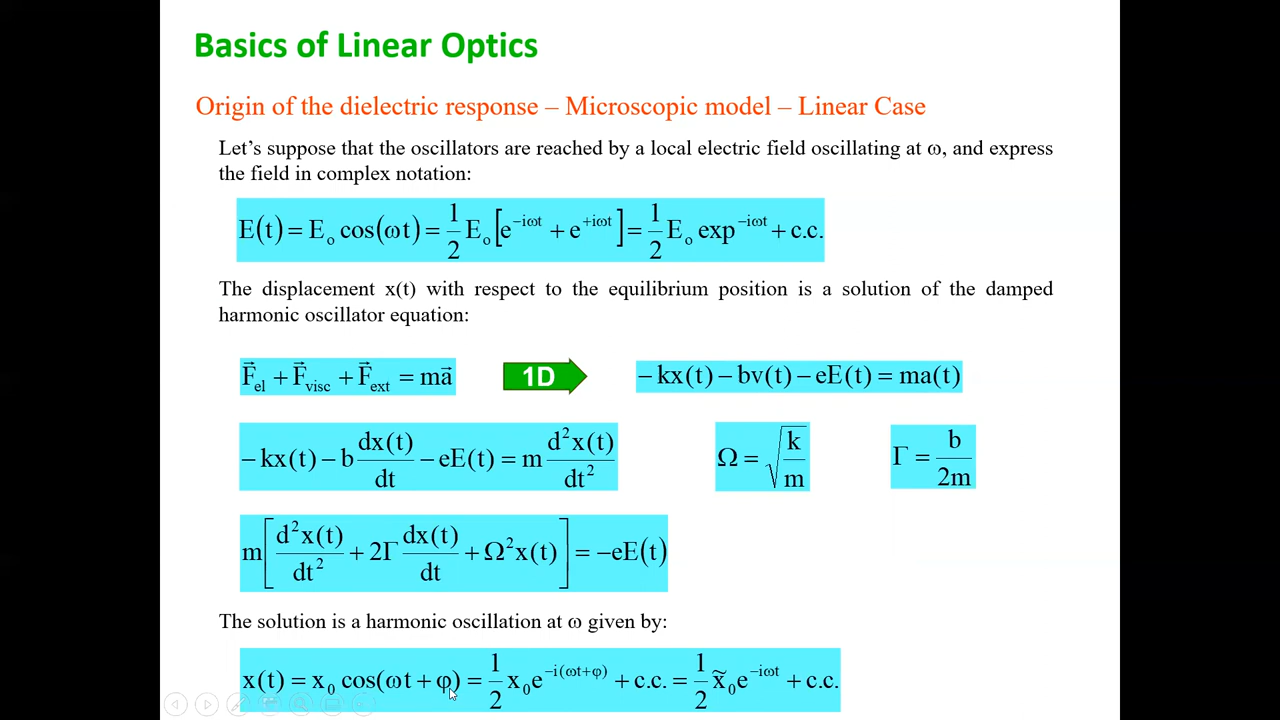 Basics of Linear Optics
Origin of the dielectric response – Microscopic model – Linear Case
Let's suppose that the oscillators are reached by a local electric field oscillating at ω, and express
the field in complex notation:
E(t) = E₀ cos(ωt) = 1/2 E₀ [e^(−iωt) + e^(+iωt)] = 1/2 E₀ exp^(−iωt) + c.c.
The displacement x(t) with respect to the equilibrium position is a solution of the damped
harmonic oscillator equation:
F⃗_el + F⃗_visc + F⃗_ext = ma⃗
1D
− kx(t) − bv(t) − eE(t) = ma(t)
− kx(t) − b dx(t)/dt − eE(t) = m d²x(t)/dt²
Ω = √(k/m)
Γ = b/2m
m[d²x(t)/dt² + 2Γ dx(t)/dt + Ω²x(t)] = −eE(t)
The solution is a harmonic oscillation at ω given by:
x(t) = x₀ cos(ωt + φ) = 1/2 x₀e^(−i(ωt+φ)) + c.c. = 1/2 x̃₀e^(−iωt) + c.c.